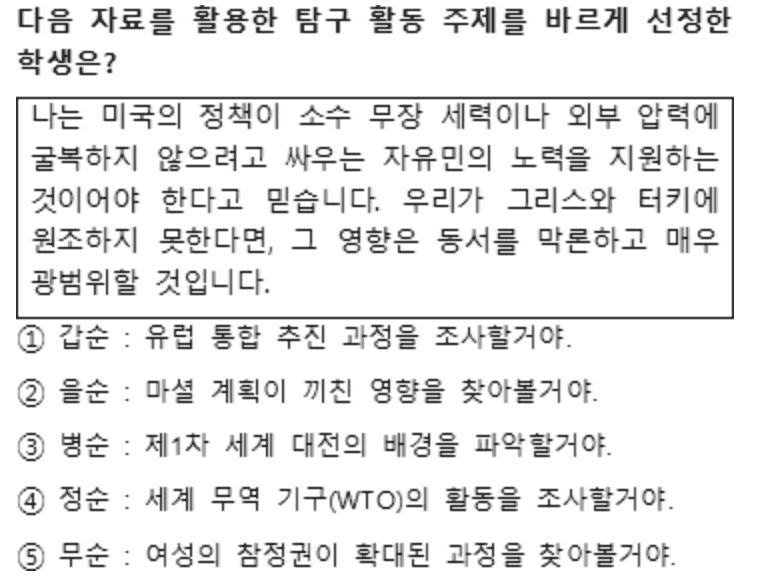 다음 자료를 활용한 탐구 활동 주제를 바르게 선정한
학생은?
나는 미국의 정책이 소수 무장 세력이나 외부 압력에
굴복하지 않으려고 싸우는 자유민의 노력을 지원하는
것이어야 한다고 믿습니다. 우리가 그리스와 터키에
원조하지 못한다면, 그 영향은 동서를 막론하고 매우
광범위할 것입니다.
① 갑순 : 유럽 통합 추진 과정을 조사할거야.
② 을순 : 마셜 계획이 끼친 영향을 찾아볼거야.
③ 병순 : 제1차 세계 대전의 배경을 파악할거야.
④ 정순 : 세계 무역 기구(WTO)의 활동을 조사할거야.
⑤ 무순 : 여성의 참정권이 확대된 과정을 찾아볼거야.